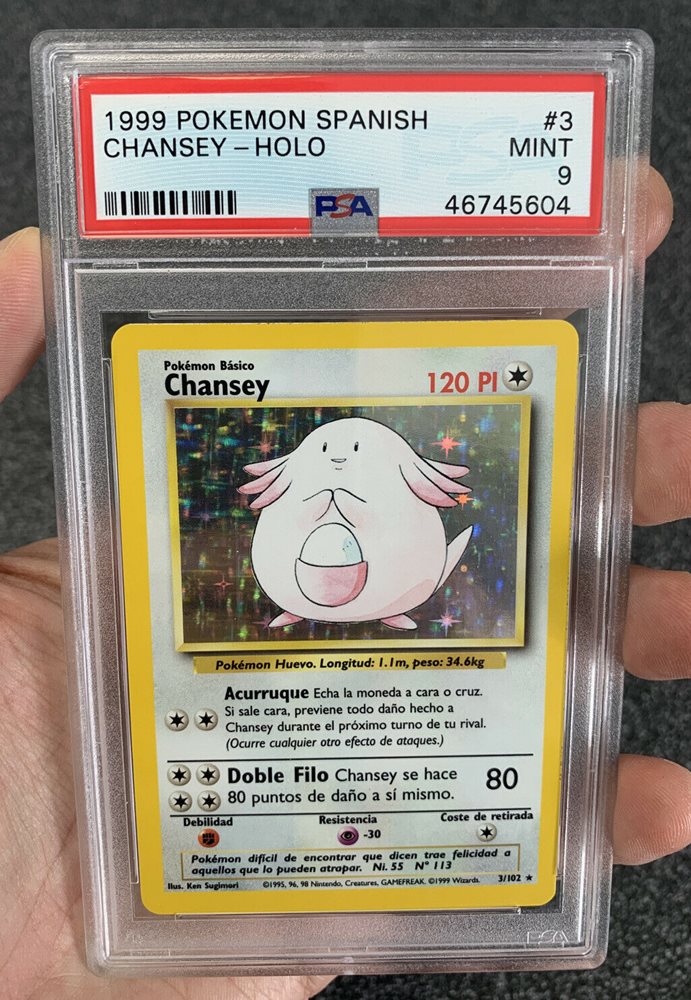 1999 POKEMON SPANISH #3
CHANSEY – HOLO MINT
9
PSA 46745604
Pokémon Básico
Chansey 120 PI
Pokémon Huevo. Longitud: 1.1m, peso: 34.6kg
Acurruque Echa la moneda a cara o cruz.
Si sale cara, previene todo daño hecho a
Chansey durante el próximo turno de tu rival.
(Ocurre cualquier otro efecto de ataques.)
Doble Filo Chansey se hace 80
80 puntos de daño a sí mismo.
Debilidad Resistencia Coste de retirada
-30
Pokémon difícil de encontrar que dicen trae felicidad a
aquellos que lo pueden atrapar. Ni. 55 N° 113
Ilus. Ken Sugimori ©1995, 96, 98 Nintendo, Creatures, GAMEFREAK. ©1999 Wizards. 3/102
PSA